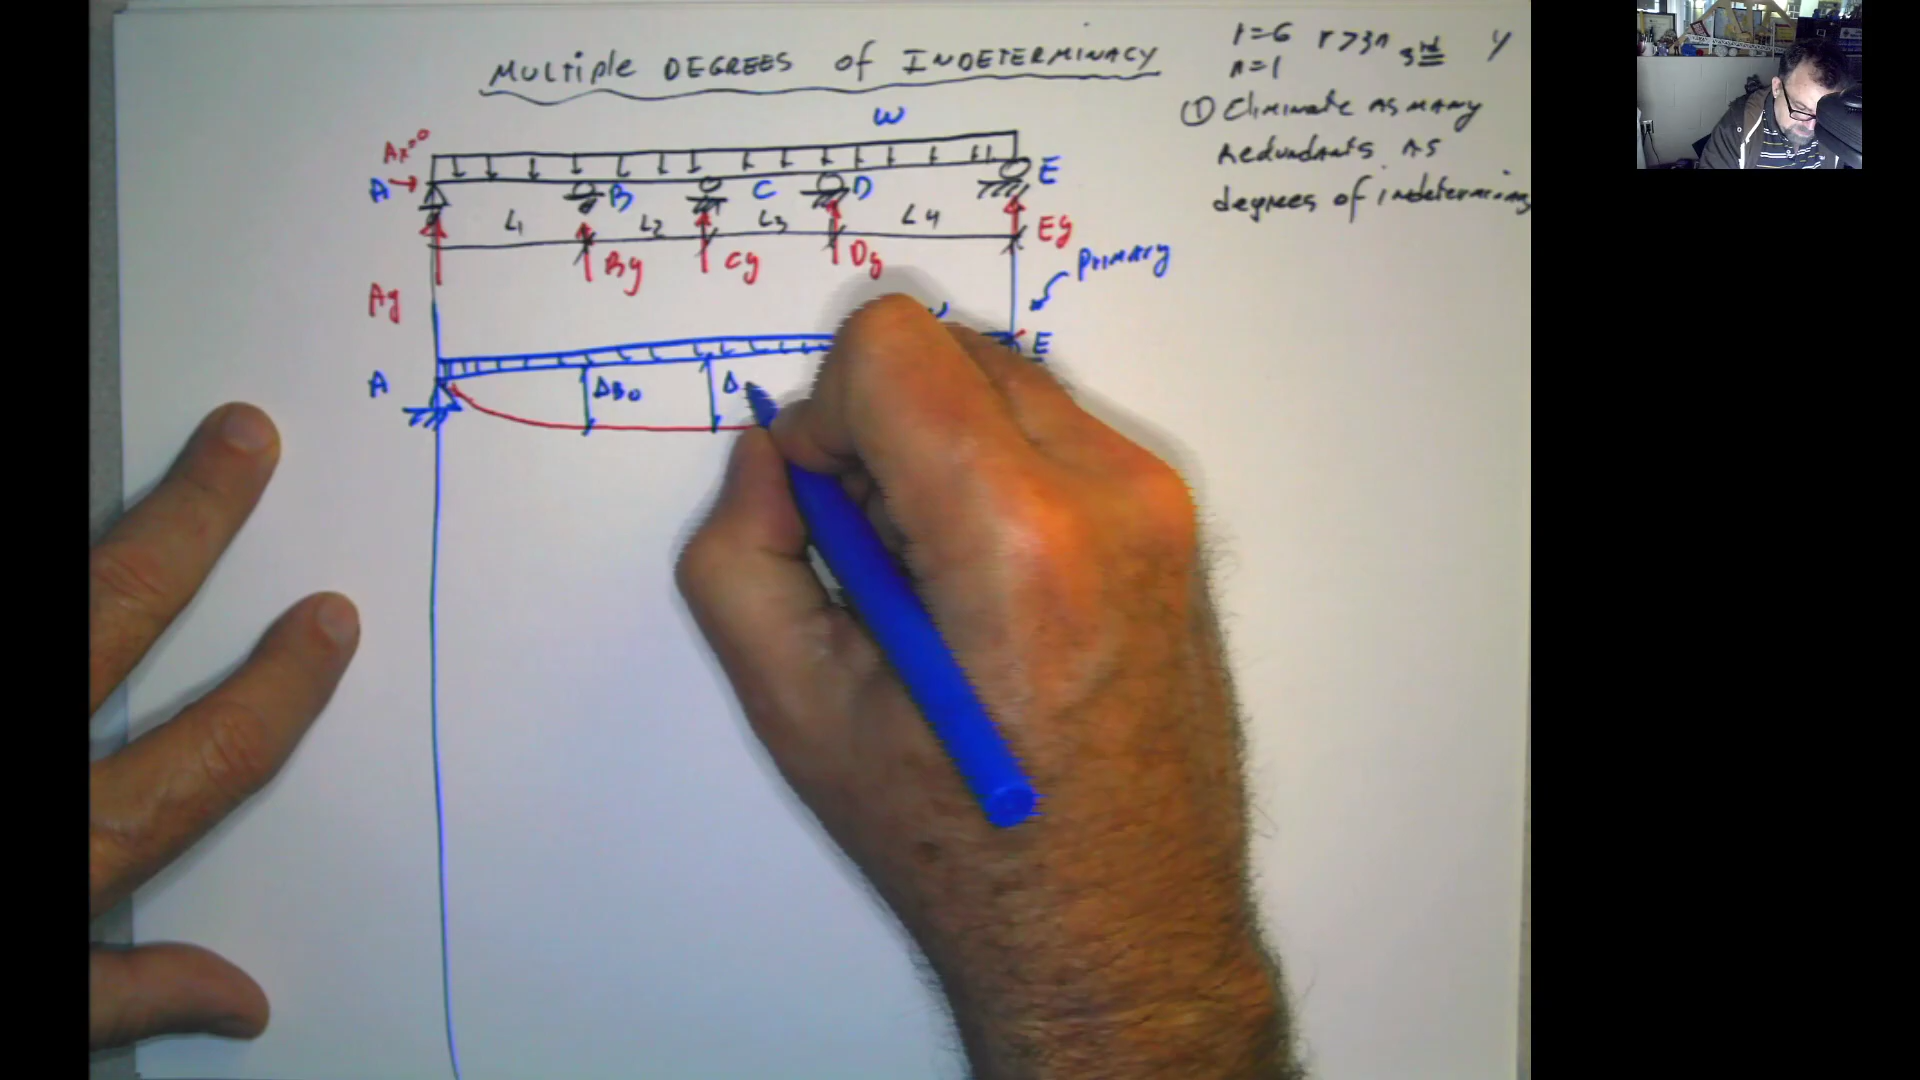 MULTIPLE DEGREES of INDETERMINACY
r=6 r>3n 3rd
n=1
① Eliminate AS MANY
Redundants AS
degrees of indeterminacy
w
Ax=0
A B C D E
L1 L2 L3 L4
Ay By Cy Dy Ey
Primary
w
A E
ΔB0 Δ